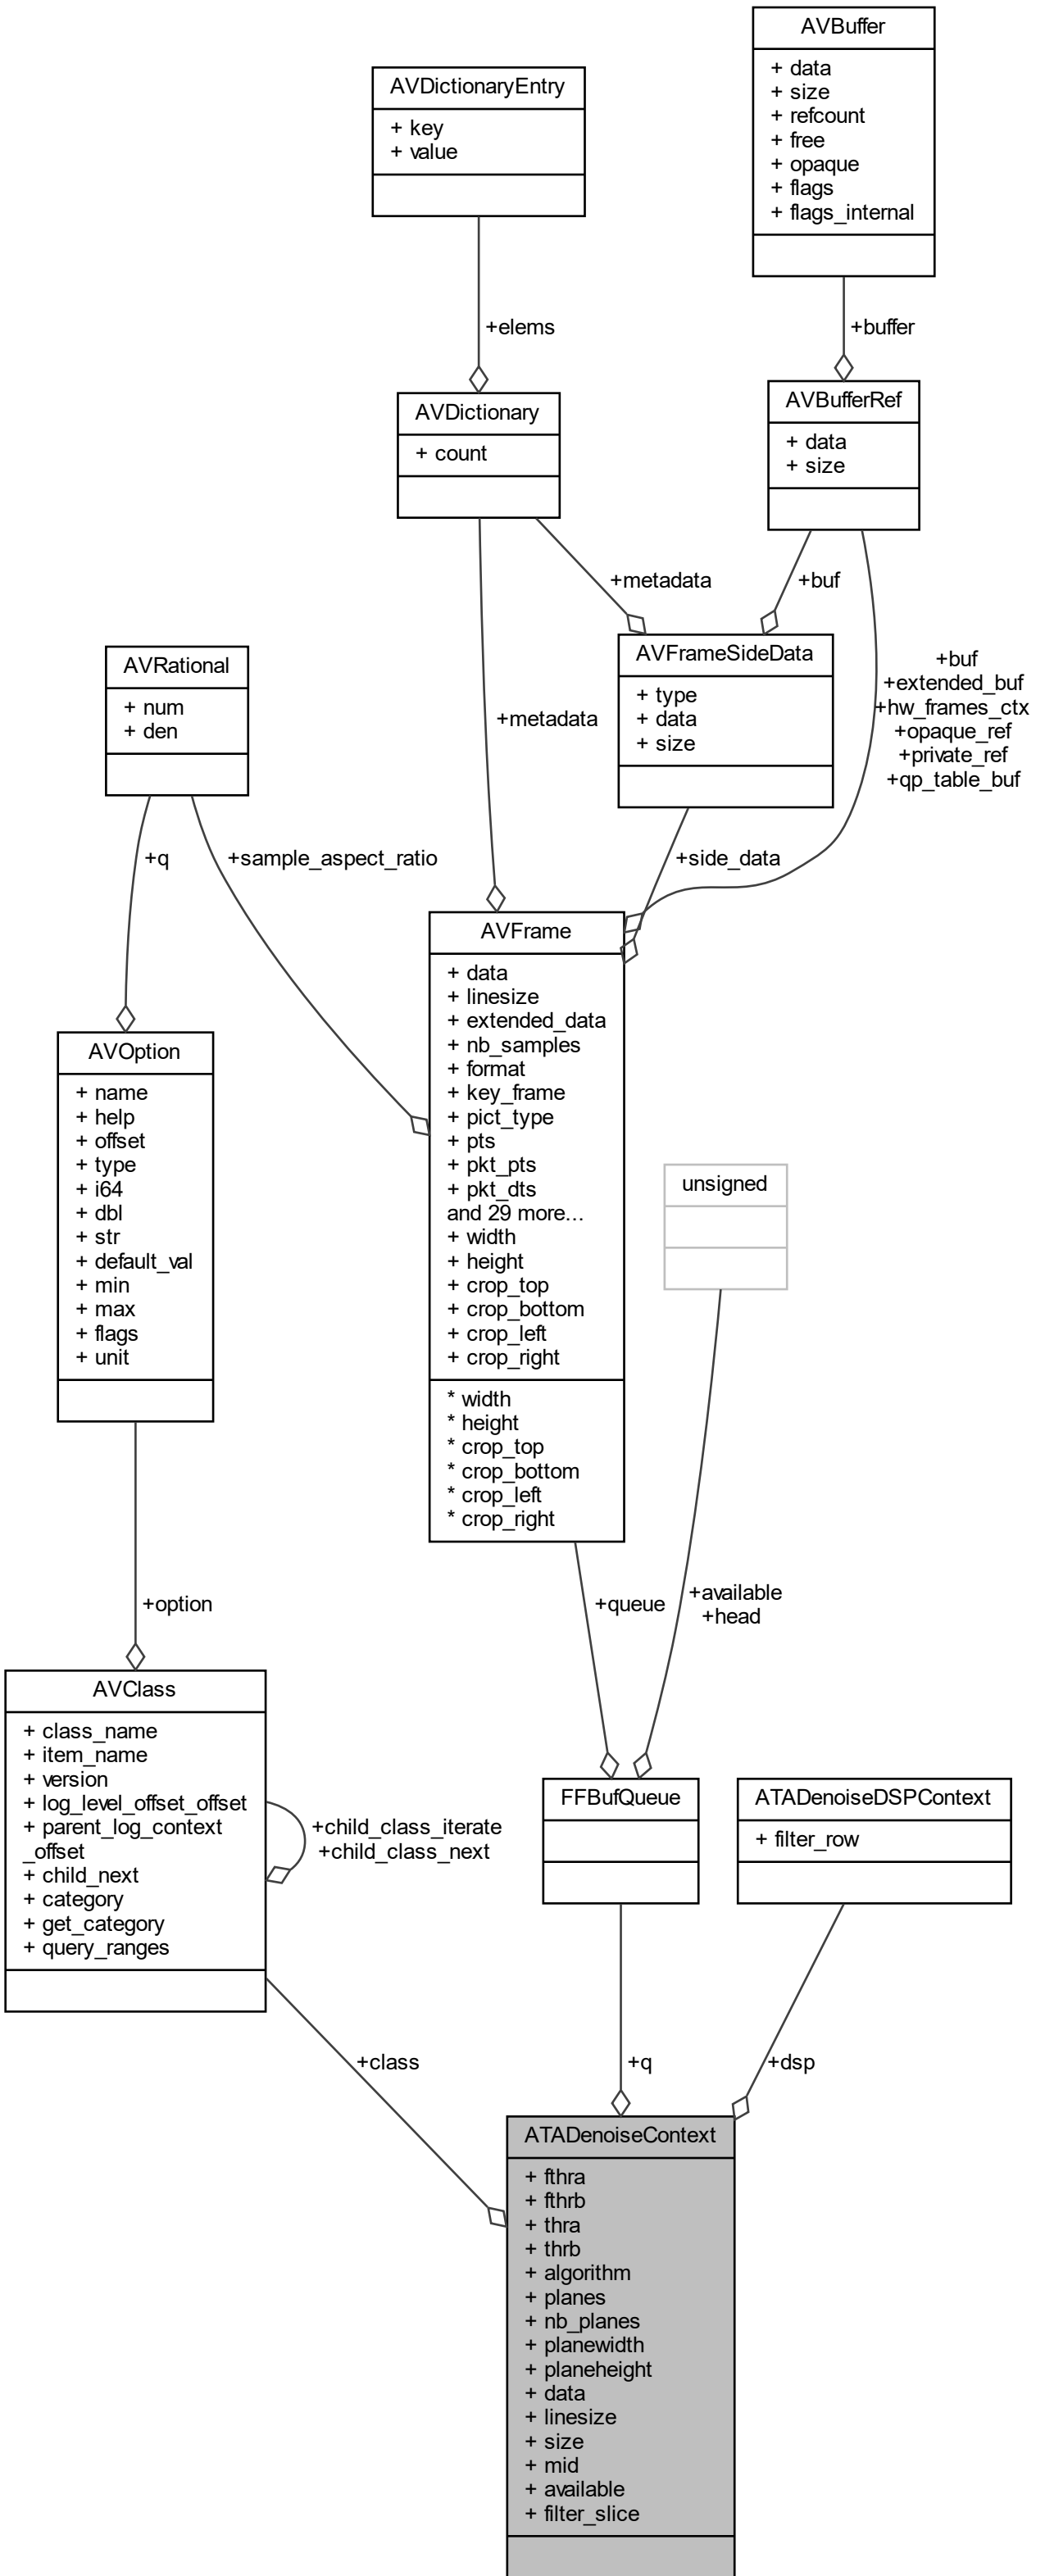 AVBuffer
+ data
+ size
+ refcount
+ free
+ opaque
+ flags
+ flags_internal
AVDictionaryEntry
+ key
+ value
+elems
+buffer
AVDictionary
+ count
AVBufferRef
+ data
+ size
+metadata
+buf
AVFrameSideData
+ type
+ data
+ size
+buf
+extended_buf
+hw_frames_ctx
+opaque_ref
+private_ref
+qp_table_buf
AVRational
+ num
+ den
+metadata
+q
+sample_aspect_ratio
+side_data
AVFrame
+ data
+ linesize
+ extended_data
+ nb_samples
+ format
+ key_frame
+ pict_type
+ pts
+ pkt_pts
+ pkt_dts
and 29 more...
+ width
+ height
+ crop_top
+ crop_bottom
+ crop_left
+ crop_right
* width
* height
* crop_top
* crop_bottom
* crop_left
* crop_right
AVOption
+ name
+ help
+ offset
+ type
+ i64
+ dbl
+ str
+ default_val
+ min
+ max
+ flags
+ unit
unsigned
+option
+queue
+available
+head
AVClass
+ class_name
+ item_name
+ version
+ log_level_offset_offset
+ parent_log_context
_offset
+ child_next
+ category
+ get_category
+ query_ranges
+child_class_iterate
+child_class_next
FFBufQueue
ATADenoiseDSPContext
+ filter_row
+class
+q
+dsp
ATADenoiseContext
+ fthra
+ fthrb
+ thra
+ thrb
+ algorithm
+ planes
+ nb_planes
+ planewidth
+ planeheight
+ data
+ linesize
+ size
+ mid
+ available
+ filter_slice